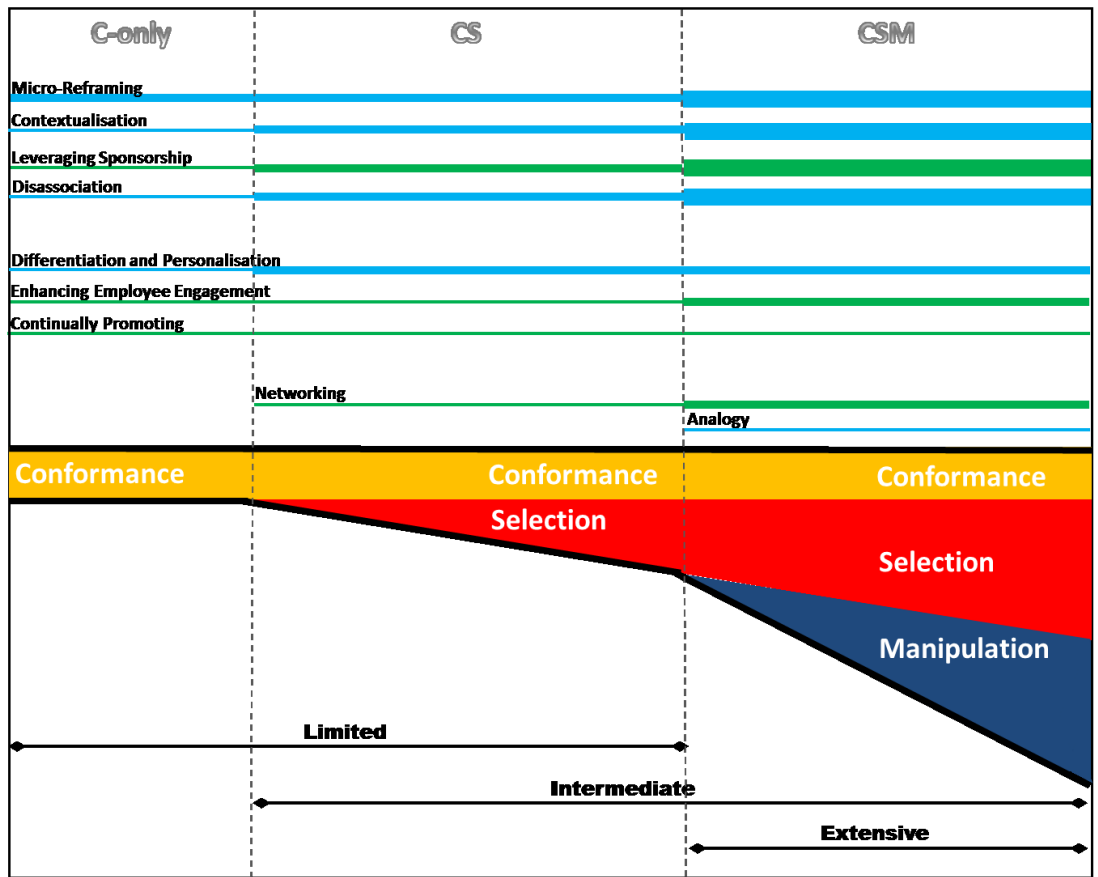 C-only CS CSM
Micro-Reframing
Contextualisation
Leveraging Sponsorship
Disassociation
Differentiation and Personalisation
Enhancing Employee Engagement
Continually Promoting
Networking
Analogy
Conformance Conformance Conformance
Selection
Selection
Manipulation
Limited
Intermediate
Extensive